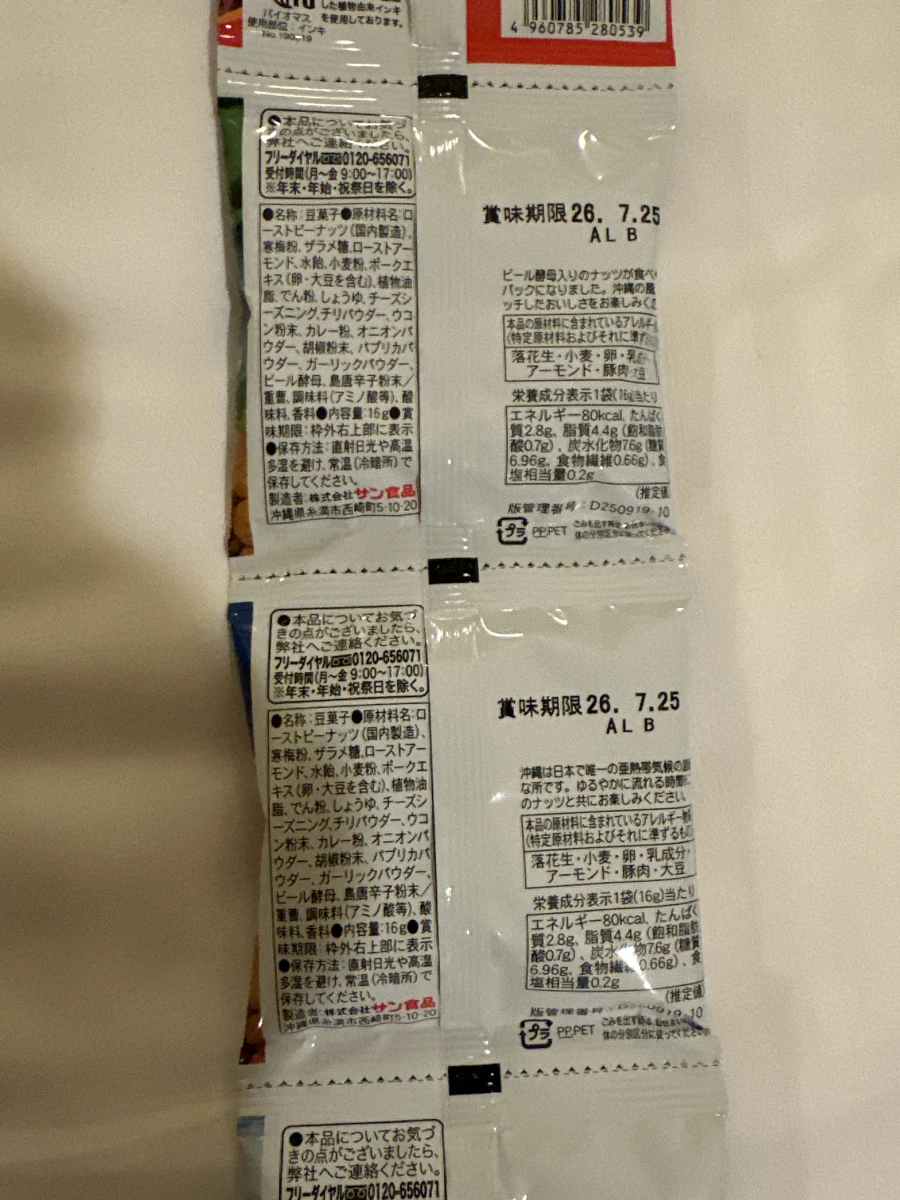 バイオマス
使用部位：インキ
した植物由来インキ
を使用しております。
4 960785 280539
●本品についてお気づ
きの点がございましたら、
弊社へご連絡ください。
フリーダイヤル 0120-656071
受付時間(月〜金 9:00〜17:00)
※年末・年始・祝祭日を除く。
●名称：豆菓子●原材料名：ロ
ーストピーナッツ（国内製造）、
寒梅粉、ザラメ糖、ローストアー
モンド、水飴、小麦粉、ポークエ
キス（卵・大豆を含む）、植物油
脂、でん粉、しょうゆ、チーズシ
ーズニング、チリパウダー、ウコ
ン粉末、カレー粉、オニオンパ
ウダー、胡椒粉末、パプリカパ
ウダー、ガーリックパウダー、
ビール酵母、島唐辛子粉末／
重曹、調味料（アミノ酸等）、酸
味料、香料●内容量：16g●賞
味期限：枠外右上部に表示
●保存方法：直射日光や高温
多湿を避け、常温（冷暗所）で
保存してください。
製造者：株式会社サン食品
沖縄県糸満市西崎町5-10-20
賞味期限 26. 7.25
AL B
ビール酵母入りのナッツが食べ
パックになりました。沖縄の風
ッチしたおいしさをお楽しみく
本品の原材料に含まれているアレルギー
(特定原材料およびそれに準ず
落花生・小麦・卵・乳
アーモンド・豚肉・大豆
栄養成分表示1袋(16g)当たり
エネルギー80kcal、たんぱく
質2.8g、脂質4.4g（飽和脂肪
酸0.7g）、炭水化物7.6g（糖質
6.96g、食物繊維0.66g）、食
塩相当量0.2g
（推定値
版管理番号：D250919-10
プラ PP,PET
●本品についてお気づ
きの点がございましたら、
弊社へご連絡ください。
フリーダイヤル 0120-656071
受付時間(月〜金 9:00〜17:00)
※年末・年始・祝祭日を除く。
●名称：豆菓子●原材料名：ロ
ーストピーナッツ（国内製造）、
寒梅粉、ザラメ糖、ローストアー
モンド、水飴、小麦粉、ポークエ
キス（卵・大豆を含む）、植物油
脂、でん粉、しょうゆ、チーズシ
ーズニング、チリパウダー、ウコ
ン粉末、カレー粉、オニオンパ
ウダー、胡椒粉末、パプリカパ
ウダー、ガーリックパウダー、
ビール酵母、島唐辛子粉末／
重曹、調味料（アミノ酸等）、酸
味料、香料●内容量：16g●賞
味期限：枠外右上部に表示
●保存方法：直射日光や高温
多湿を避け、常温（冷暗所）で
保存してください。
製造者：株式会社サン食品
沖縄県糸満市西崎町5-10-20
賞味期限 26. 7.25
AL B
沖縄は日本で唯一の亜熱帯気候の
な所です。ゆるやかに流れる時間
のナッツと共にお楽しみください。
本品の原材料に含まれているアレルギー
(特定原材料およびそれに準ずるも
落花生・小麦・卵・乳成分・
アーモンド・豚肉・大豆
栄養成分表示1袋(16g)当たり
エネルギー80kcal、たんぱく
質2.8g、脂質4.4g（飽和脂肪
酸0.7g）、炭水化物7.6g（糖質
6.96g、食物繊維0.66g）、食
塩相当量0.2g
（推定値
版管理番号：D250919-10
プラ PP,PET
●本品についてお気づ
きの点がございましたら、
弊社へご連絡ください。
フリーダイヤル 0120-656071